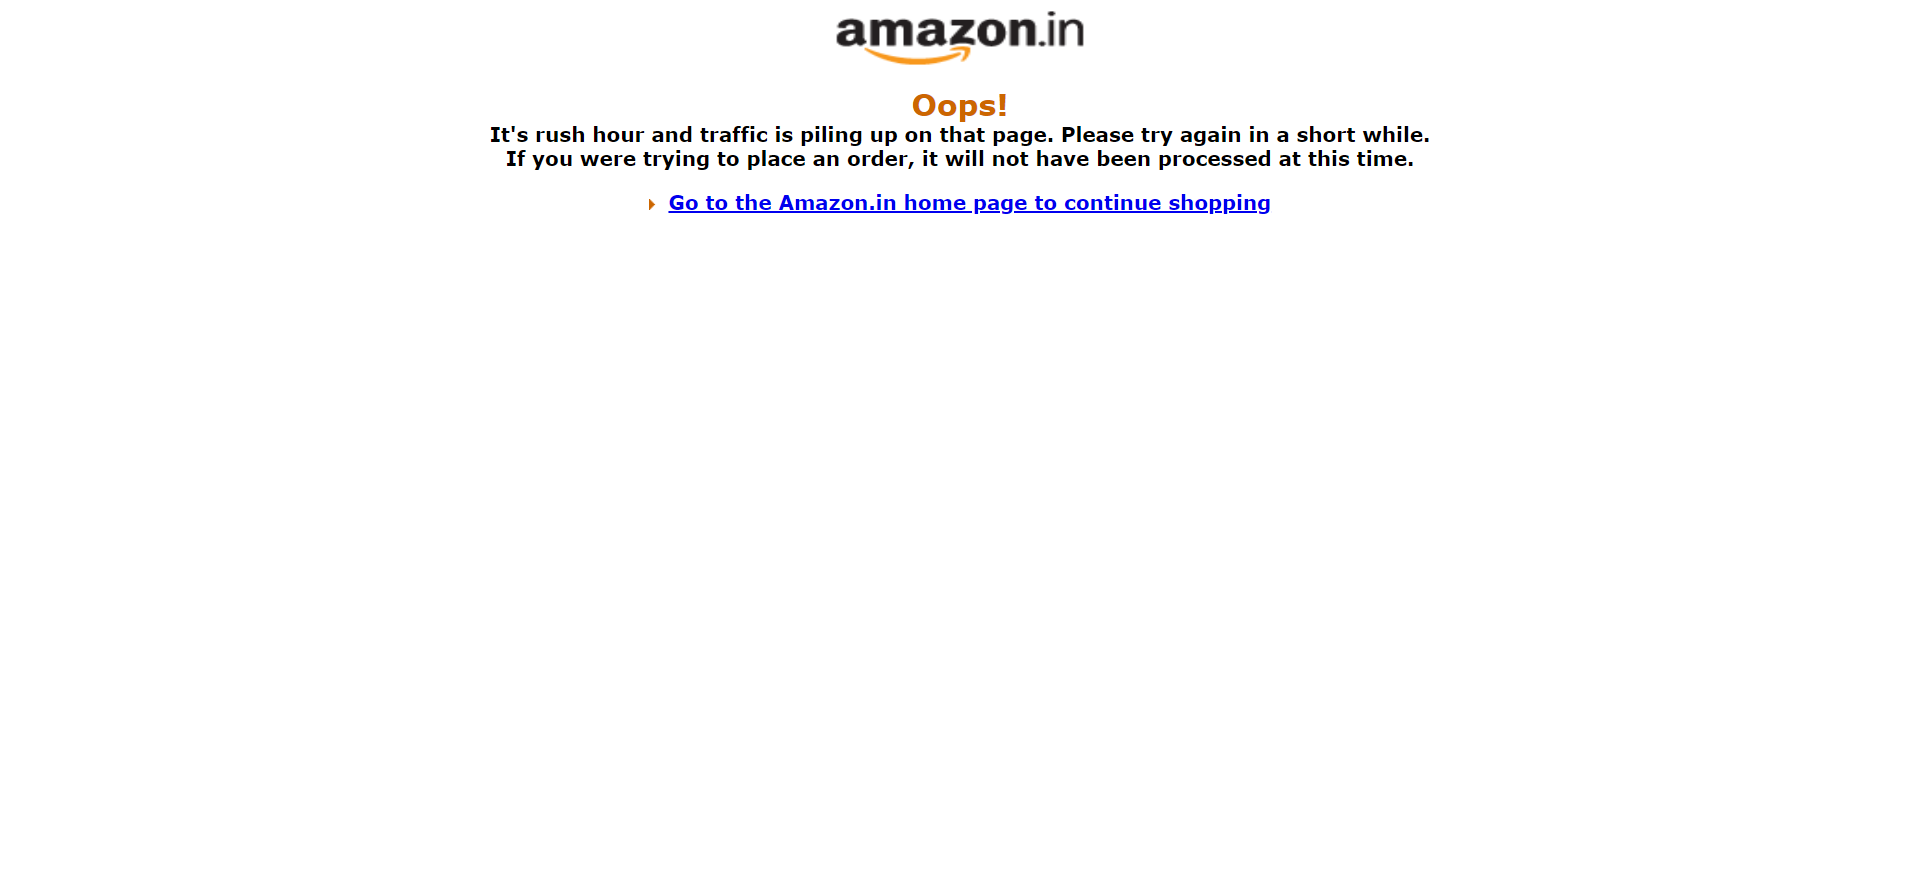 amazon.in
Oops!
It's rush hour and traffic is piling up on that page. Please try again in a short while.
If you were trying to place an order, it will not have been processed at this time.
Go to the Amazon.in home page to continue shopping